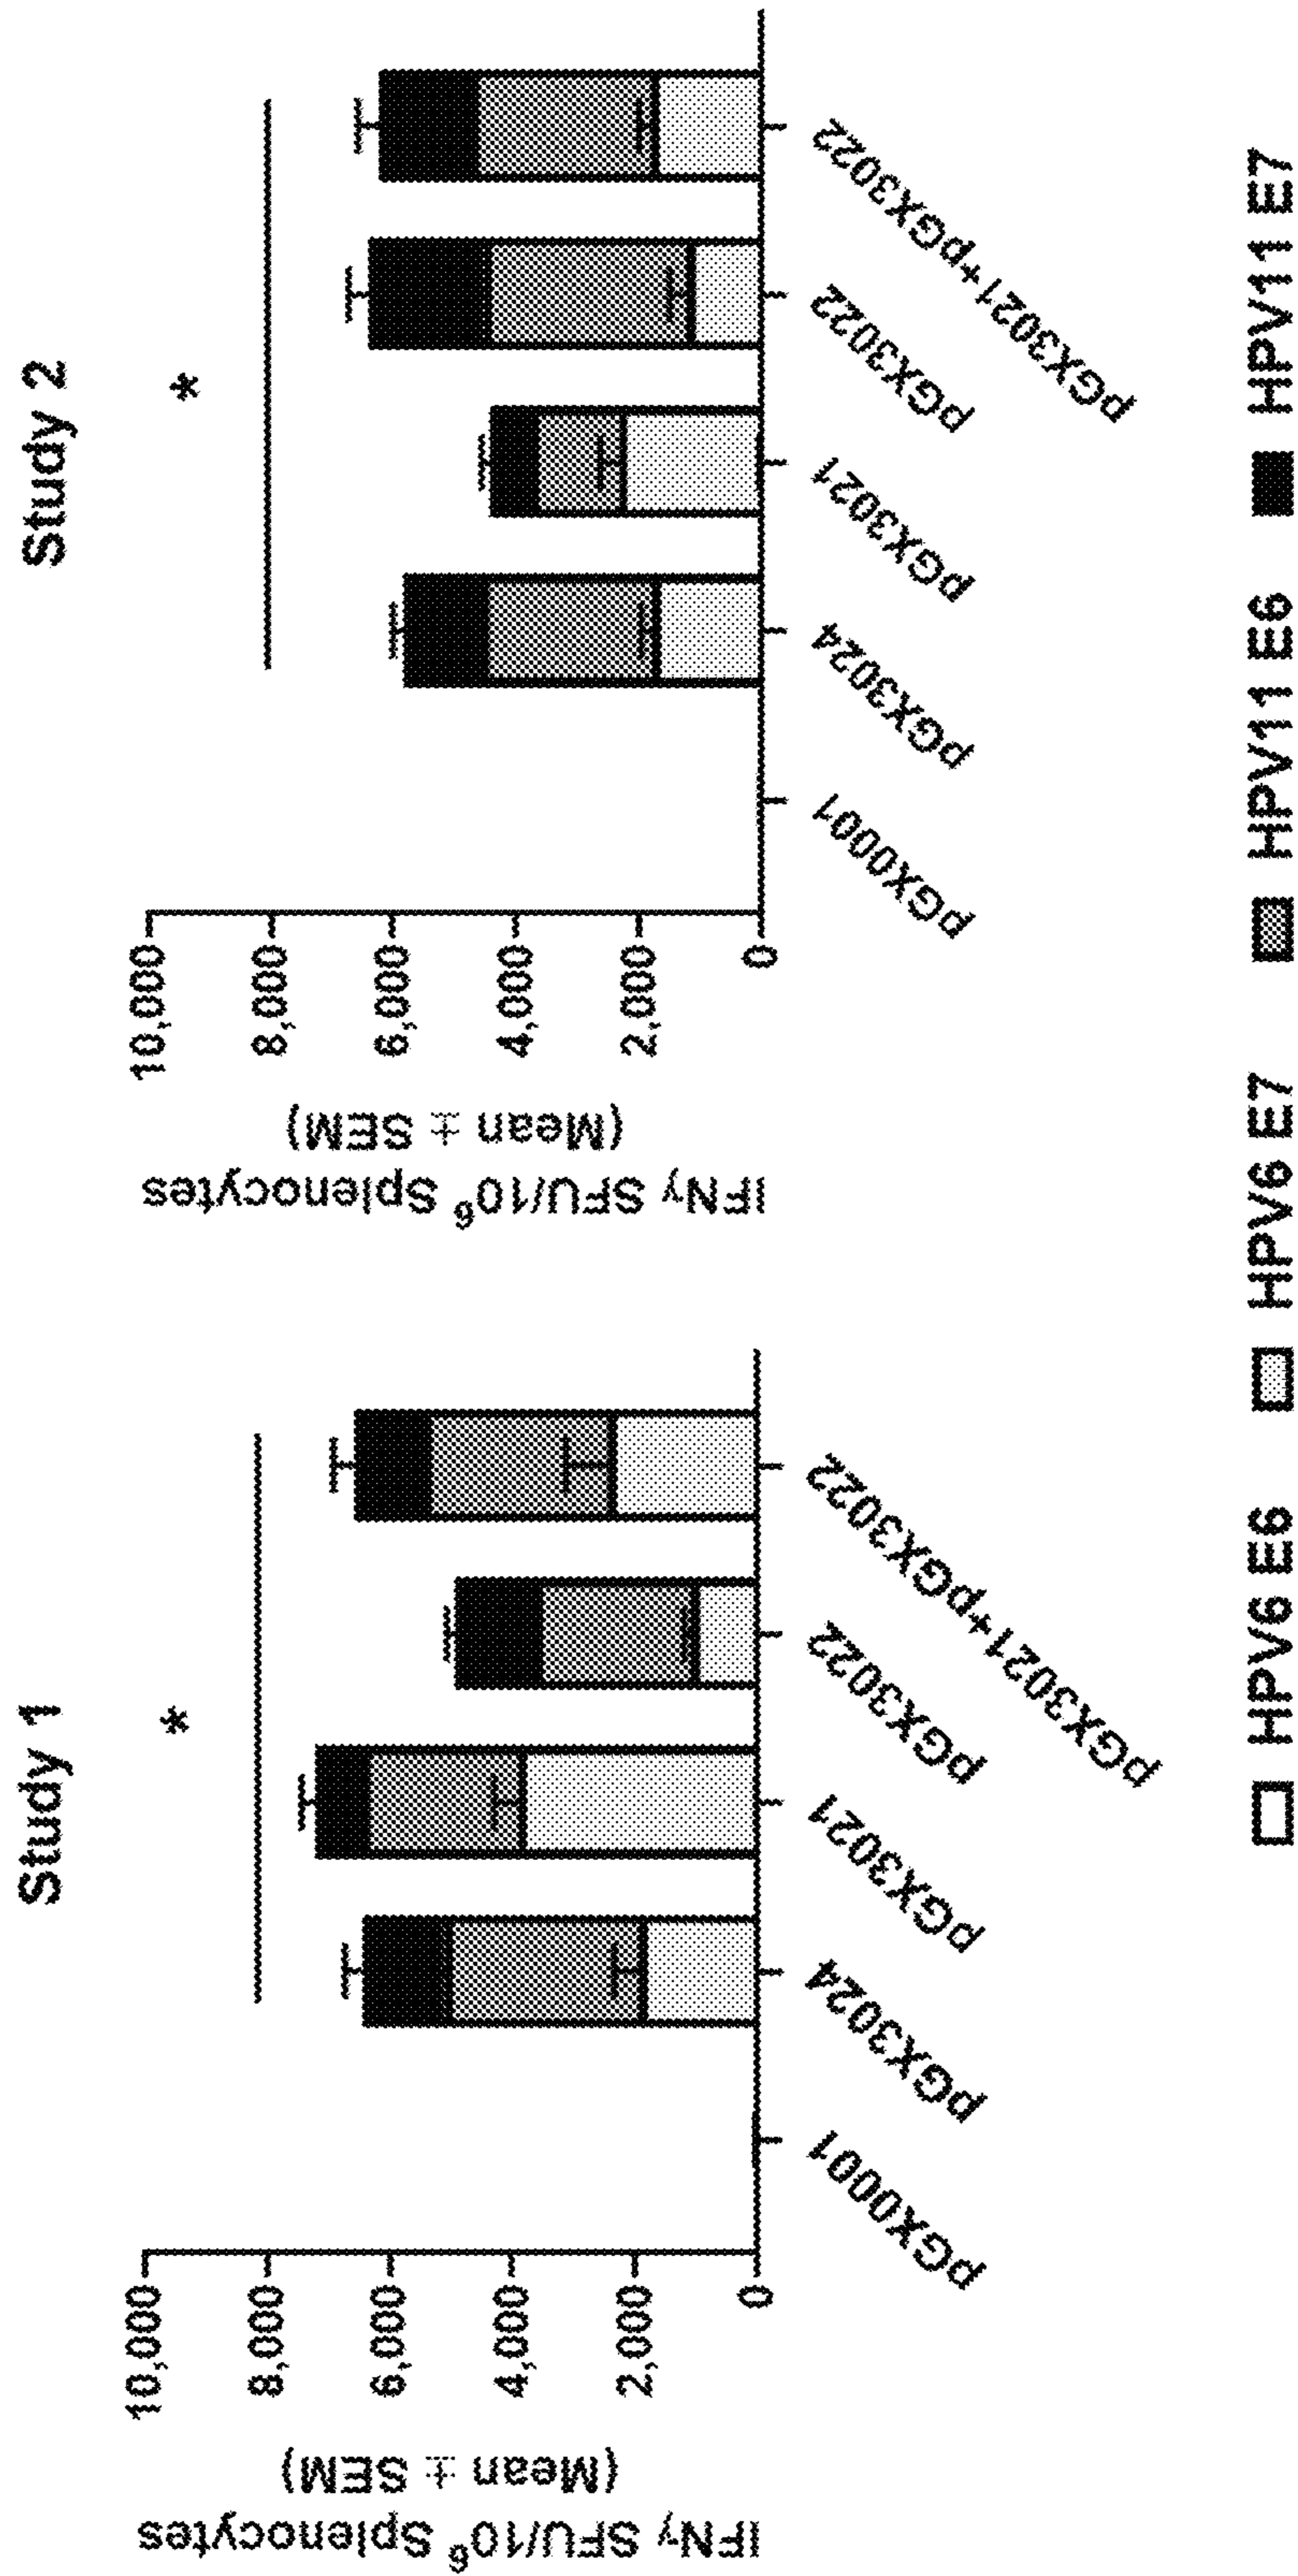 Study 1
IFNγ SFU/10⁶ Splenocytes
(Mean ± SEM)
10,000
8,000
6,000
4,000
2,000
0
*
pGX0001
pGX3024
pGX3021
pGX3022
pGX3021+pGX3022
Study 2
IFNγ SFU/10⁶ Splenocytes
(Mean ± SEM)
10,000
8,000
6,000
4,000
2,000
0
*
pGX0001
pGX3024
pGX3021
pGX3022
pGX3021+pGX3022
HPV6 E6 HPV6 E7 HPV11 E6 HPV11 E7